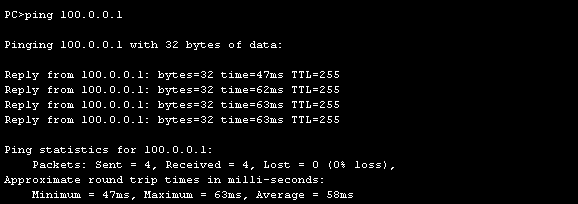 PC>ping 100.0.0.1
Pinging 100.0.0.1 with 32 bytes of data:
Reply from 100.0.0.1: bytes=32 time=47ms TTL=255
Reply from 100.0.0.1: bytes=32 time=62ms TTL=255
Reply from 100.0.0.1: bytes=32 time=63ms TTL=255
Reply from 100.0.0.1: bytes=32 time=63ms TTL=255
Ping statistics for 100.0.0.1:
Packets: Sent = 4, Received = 4, Lost = 0 (0% loss),
Approximate round trip times in milli-seconds:
Minimum = 47ms, Maximum = 63ms, Average = 58ms